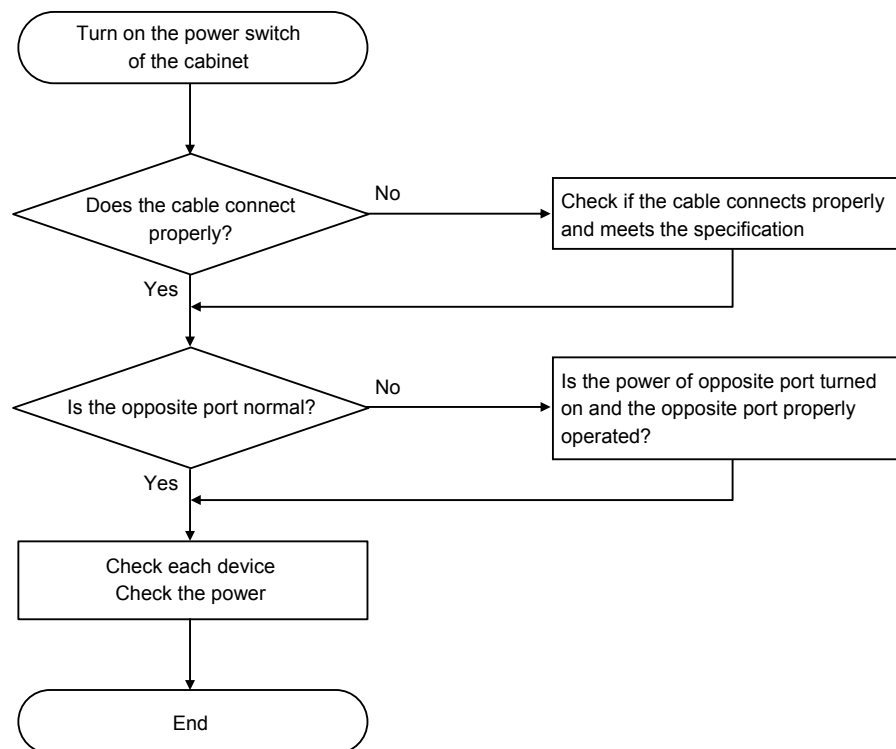 Turn on the power switch
of the cabinet
Does the cable connect
properly?
No
Check if the cable connects properly
and meets the specification
Yes
Is the opposite port normal?
No
Is the power of opposite port turned
on and the opposite port properly
operated?
Yes
Check each device
Check the power
End